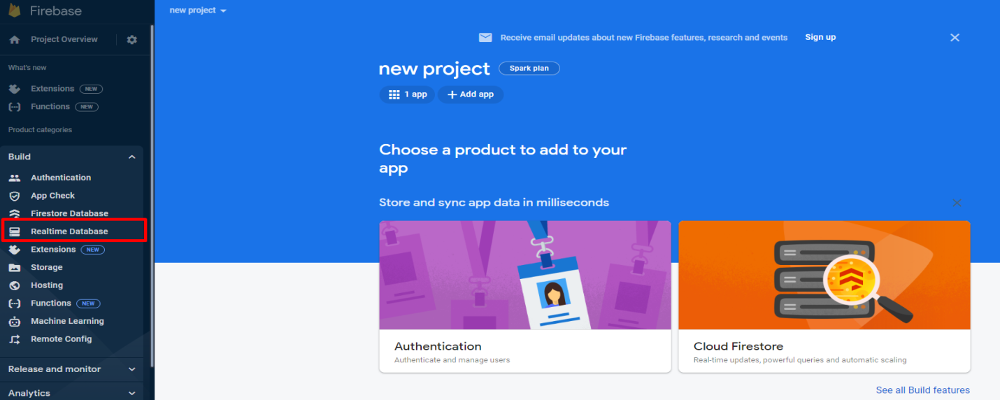 Firebase
Project Overview
What's new
Extensions NEW
Functions NEW
Product categories
Build
Authentication
App Check
Firestore Database
Realtime Database
Extensions NEW
Storage
Hosting
Functions NEW
Machine Learning
Remote Config
Release and monitor
Analytics
new project
Receive email updates about new Firebase features, research and events Sign up
new project Spark plan
1 app + Add app
Choose a product to add to your
app
Store and sync app data in milliseconds
Authentication
Authenticate and manage users
Cloud Firestore
Real-time updates, powerful queries and automatic scaling
See all Build features